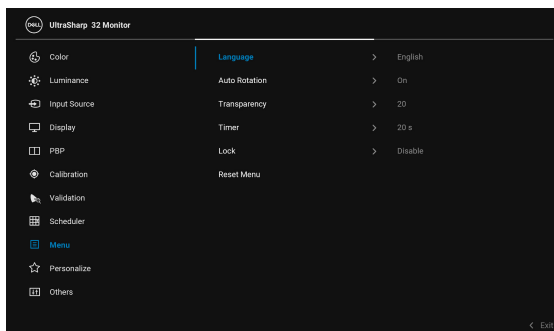 DELL UltraSharp 32 Monitor
Color Language > English
Luminance Auto Rotation > On
Input Source Transparency > 20
Display Timer > 20 s
PBP Lock > Disable
Calibration Reset Menu
Validation
Scheduler
Menu
Personalize
Others
< Exit